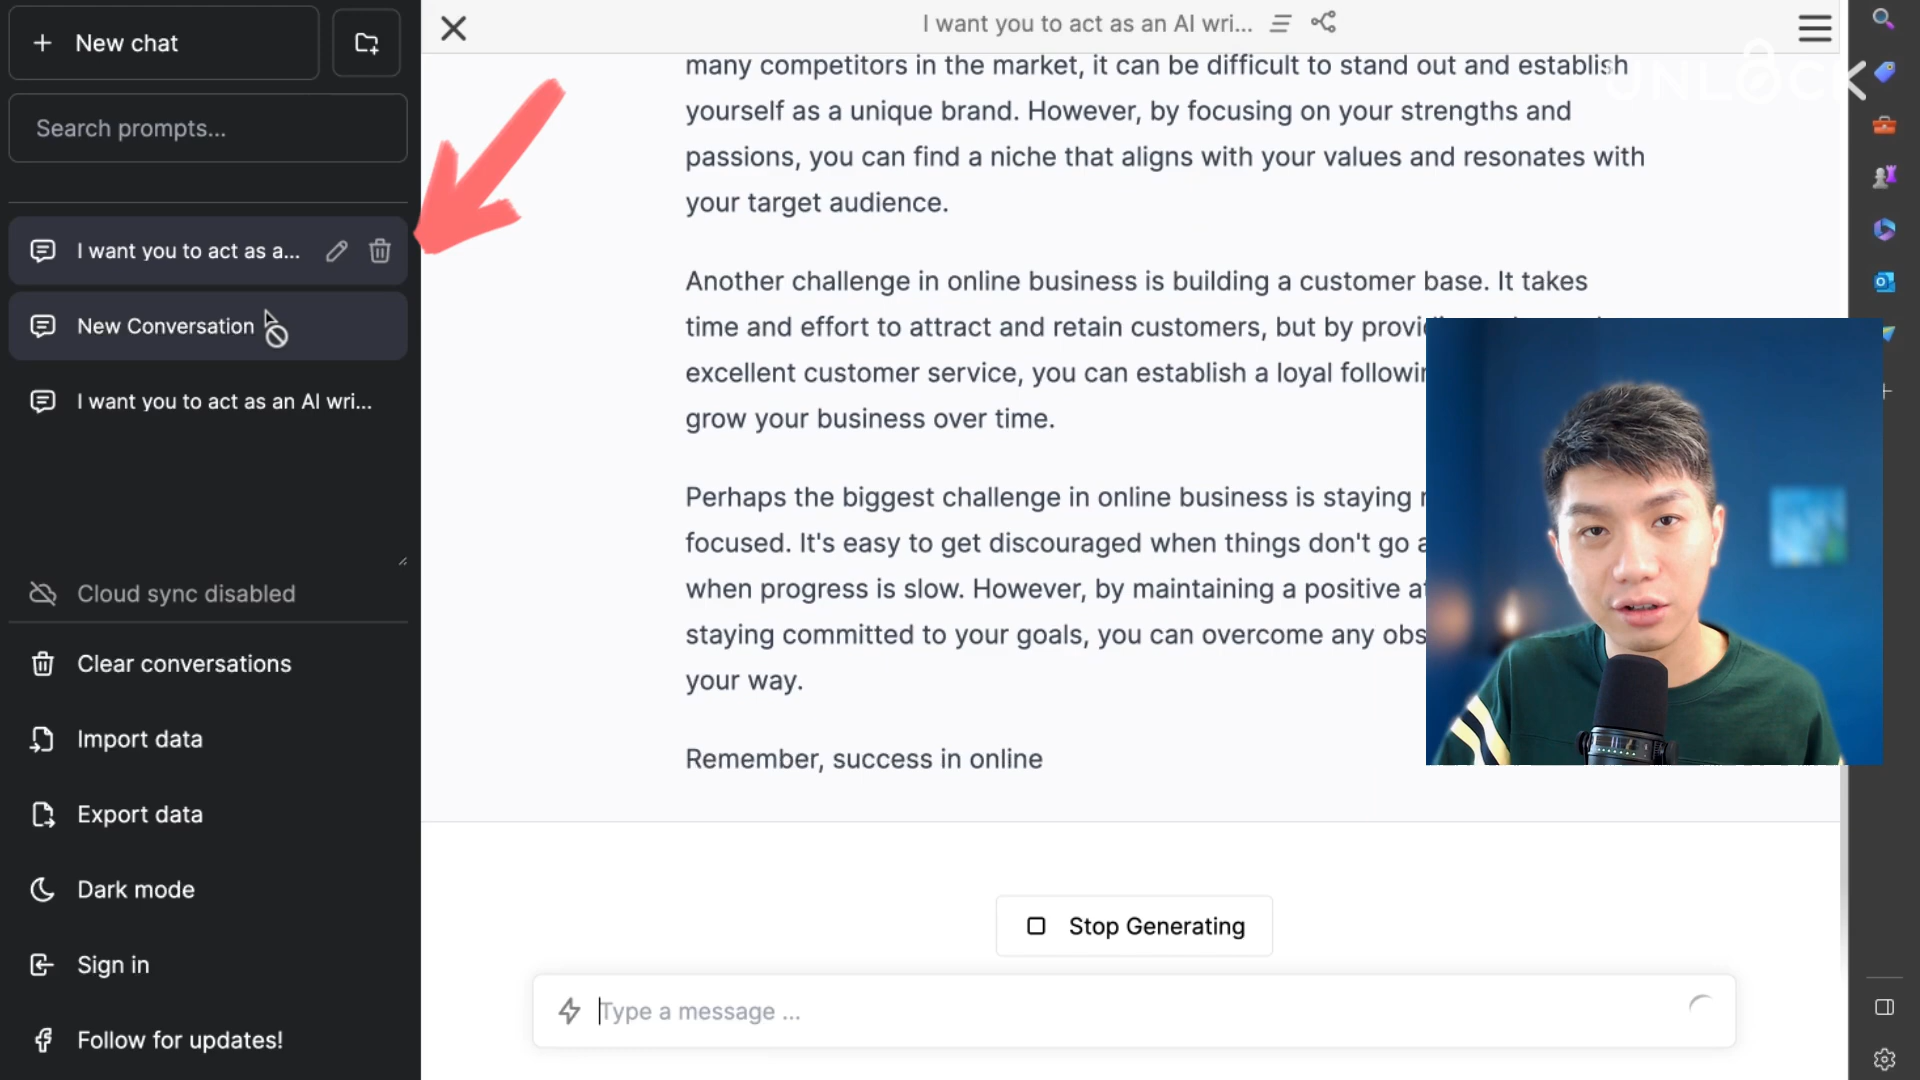 New chat
Search prompts...
I want you to act as a...
New Conversation
I want you to act as an AI wri...
Cloud sync disabled
Clear conversations
Import data
Export data
Dark mode
Sign in
Follow for updates!
I want you to act as an AI wri...
UNLOCK
many competitors in the market, it can be difficult to stand out and establish
yourself as a unique brand. However, by focusing on your strengths and
passions, you can find a niche that aligns with your values and resonates with
your target audience.
Another challenge in online business is building a customer base. It takes
time and effort to attract and retain customers, but by
excellent customer service, you can establish a loyal
grow your business over time.
Perhaps the biggest challenge in online business is staying
focused. It's easy to get discouraged when things don't go
when progress is slow. However, by maintaining a positive
staying committed to your goals, you can overcome any
your way.
Remember, success in online
Stop Generating
Type a message ...